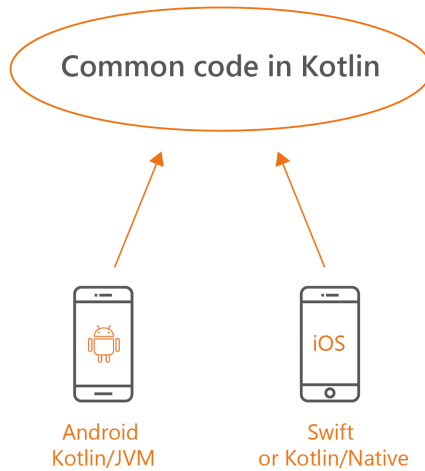 Common code in Kotlin
iOS
Android
Kotlin/JVM
Swift
or Kotlin/Native